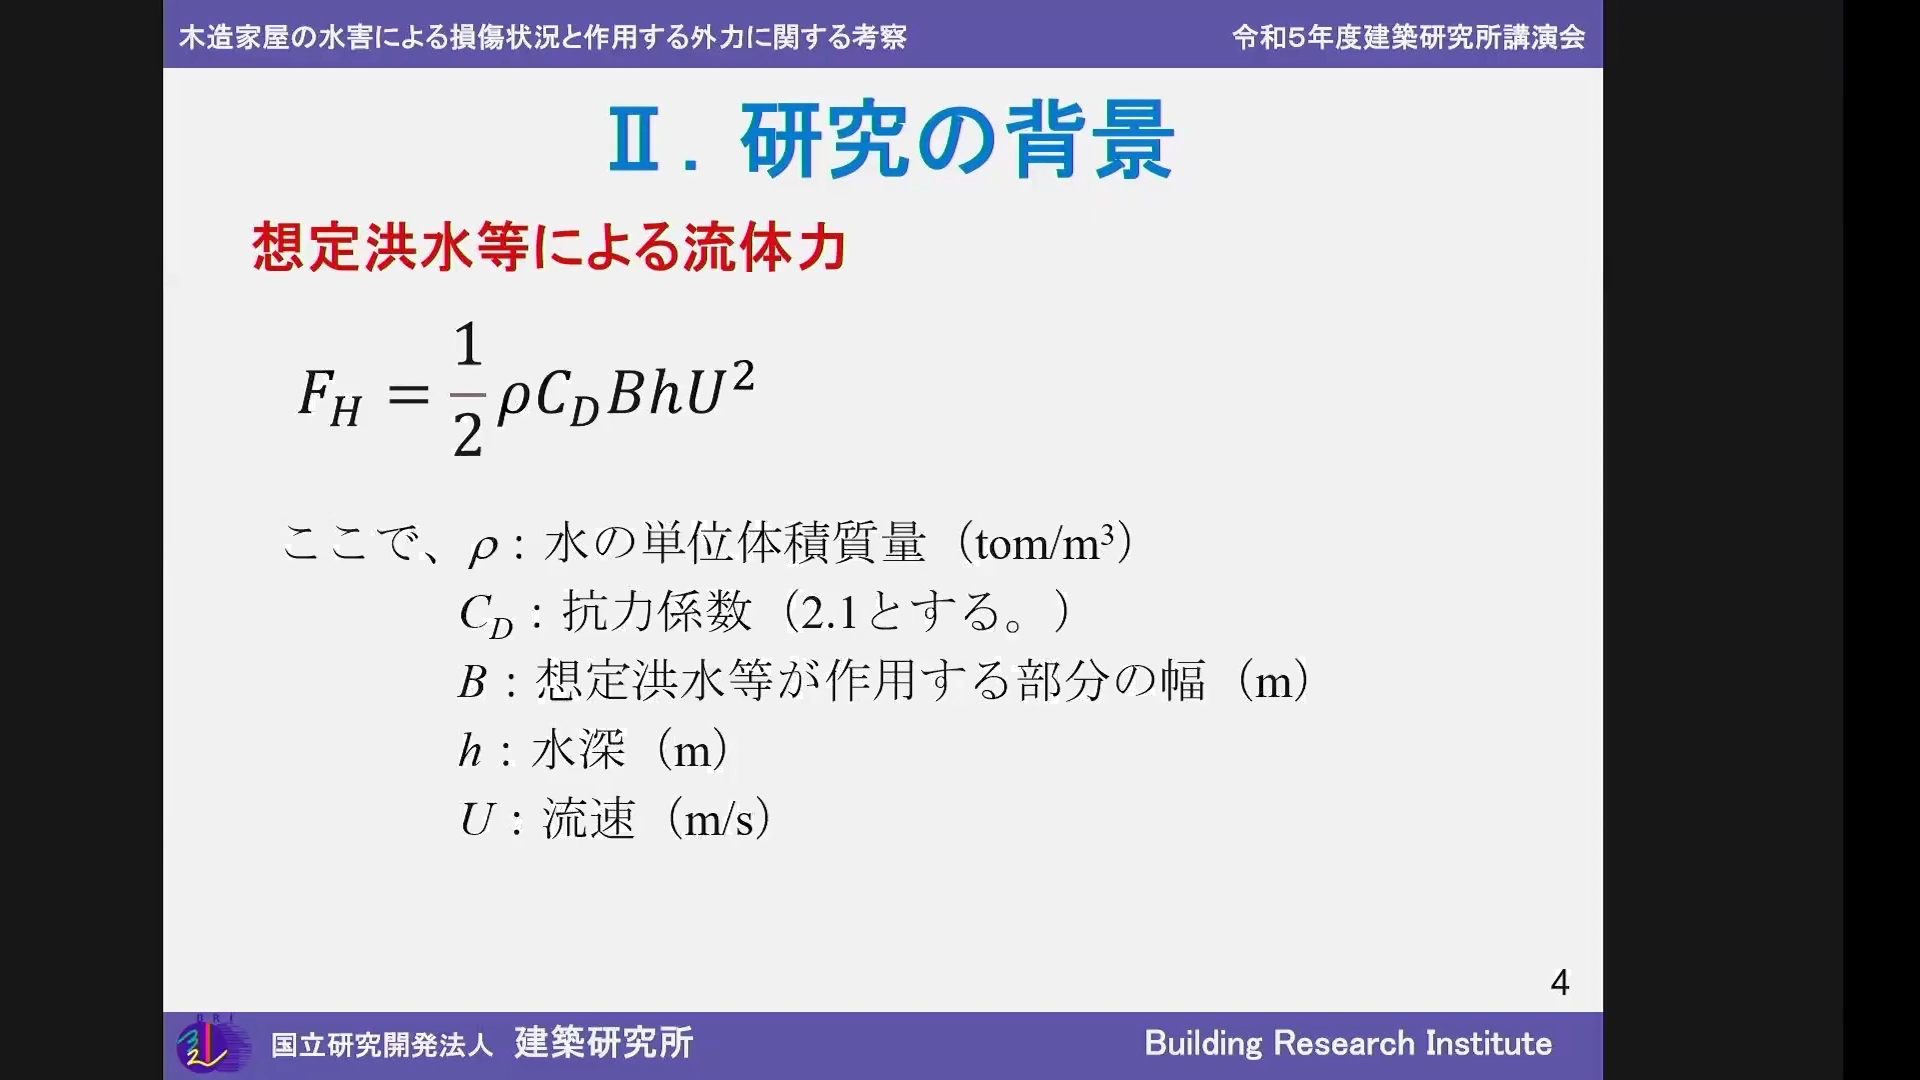 木造家屋の水害による損傷状況と作用する外力に関する考察
令和5年度建築研究所講演会
Ⅱ．研究の背景
想定洪水等による流体力
F_H = 1/2 ρC_D BhU²
ここで、ρ：水の単位体積質量（tom/m³）
C_D：抗力係数（2.1とする。）
B：想定洪水等が作用する部分の幅（m）
h：水深（m）
U：流速（m/s）
4
BRI
国立研究開発法人 建築研究所
Building Research Institute